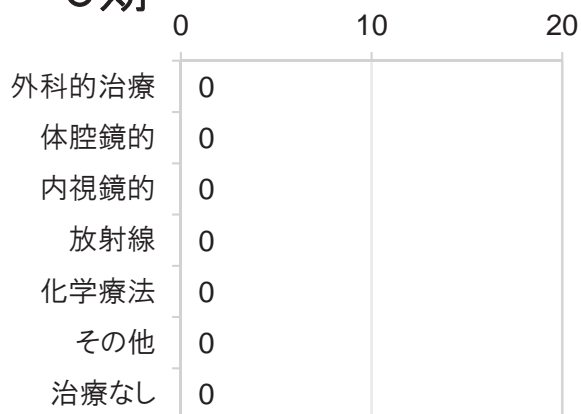 0 10 20
外科的治療 0
体腔鏡的 0
内視鏡的 0
放射線 0
化学療法 0
その他 0
治療なし 0